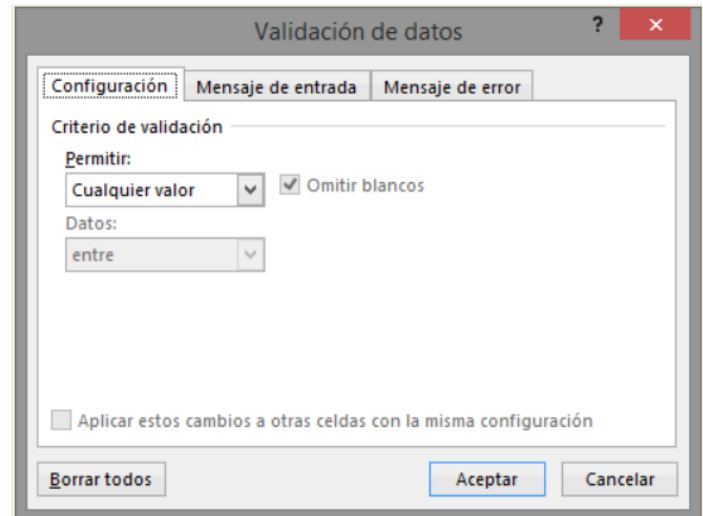 Validación de datos
?
×
Configuración
Mensaje de entrada
Mensaje de error
Criterio de validación
Permitir:
Cualquier valor
Omitir blancos
Datos:
entre
Aplicar estos cambios a otras celdas con la misma configuración
Borrar todos
Aceptar
Cancelar